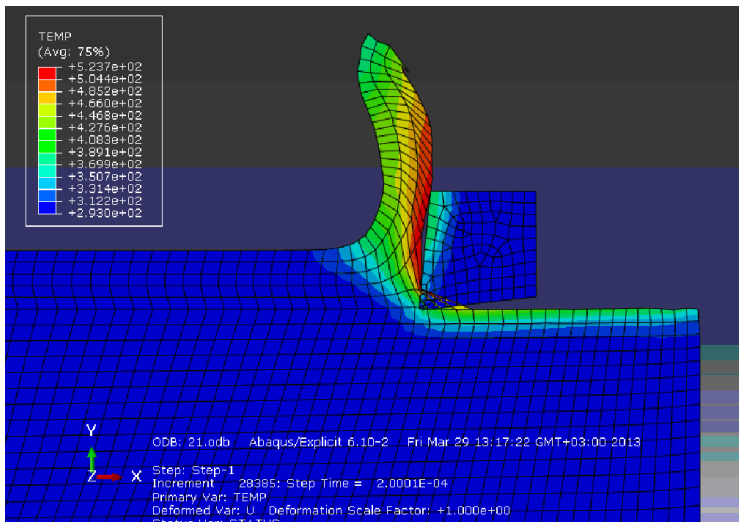 TEMP
(Avg: 75%)
+5.237e+02
+5.044e+02
+4.852e+02
+4.660e+02
+4.468e+02
+4.276e+02
+4.083e+02
+3.891e+02
+3.699e+02
+3.507e+02
+3.314e+02
+3.122e+02
+2.930e+02
Y
Z X
ODB: 21.odb Abaqus/Explicit 6.10-2 Fri Mar 29 13:17:22 GMT+03:00 2013
Step: Step-1
Increment 28385: Step Time = 2.0001E-04
Primary Var: TEMP
Deformed Var: U Deformation Scale Factor: +1.000e+00
Status Var: STATUS